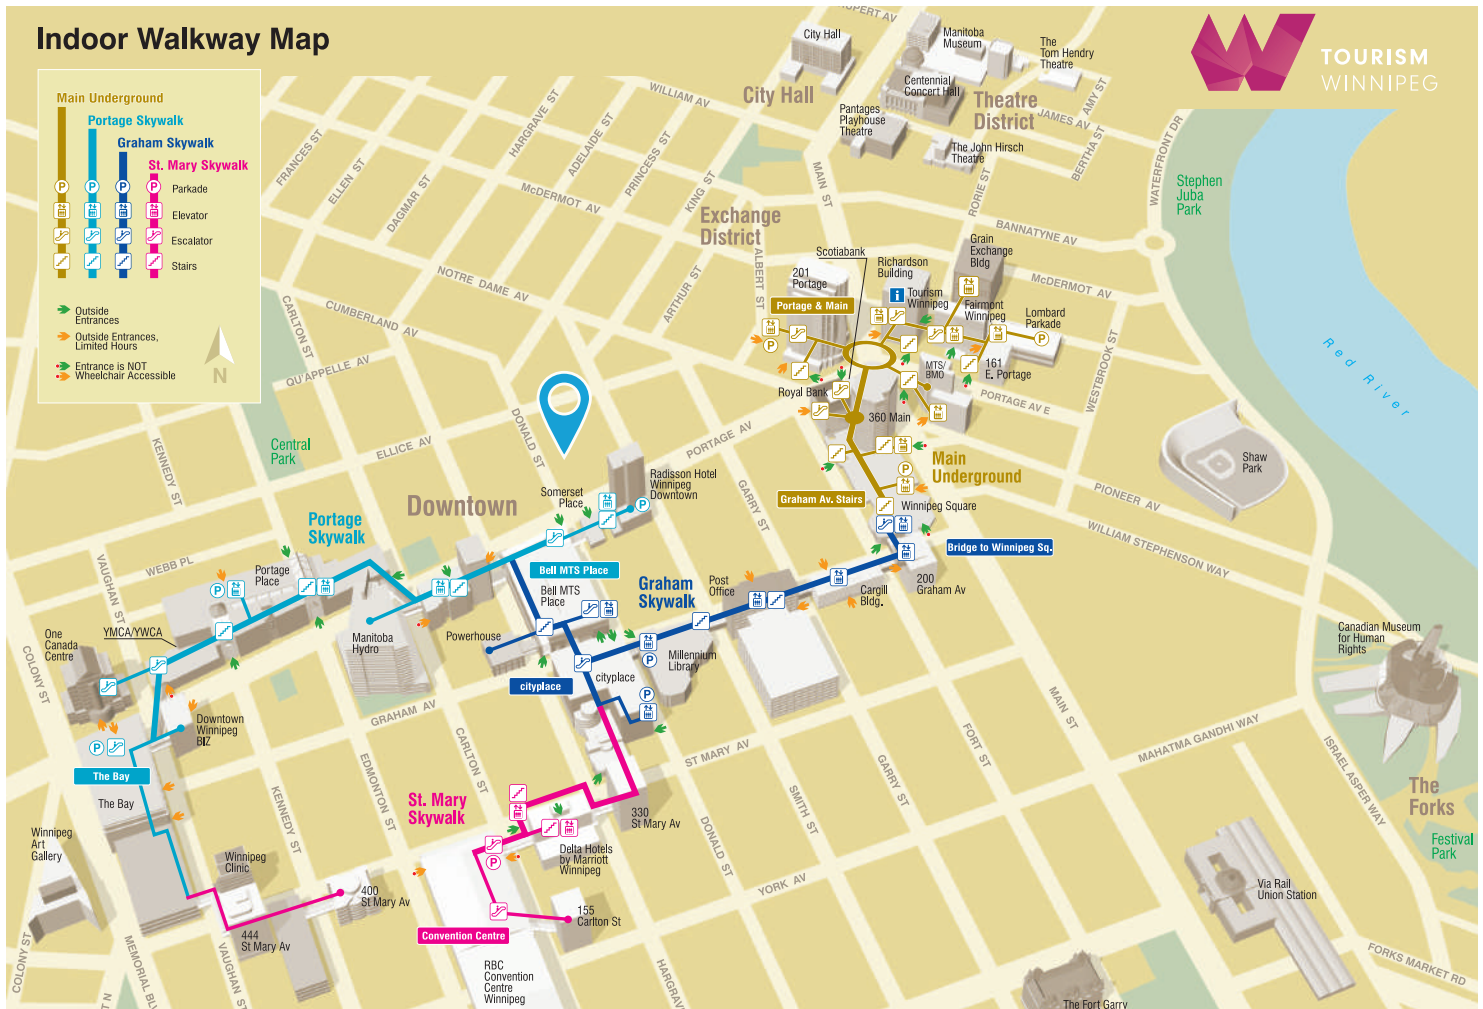 Indoor Walkway Map
Main Underground
Portage Skywalk
Graham Skywalk
St. Mary Skywalk
P P P P Parkade
Elevator
Escalator
Stairs
Outside
Entrances
Outside Entrances,
Limited Hours
Entrance is NOT
Wheelchair Accessible
N
TOURISM
WINNIPEG
City Hall
City Hall
Manitoba
Museum
The
Tom Hendry
Theatre
Centennial
Concert Hall
Theatre
District
Pantages
Playhouse
Theatre
The John Hirsch
Theatre
WILLIAM AV
JAMES AV
AMY ST
BERTHA ST
WATERFRONT DR
Stephen
Juba
Park
FRANCES ST
ELLEN ST
HARGRAVE ST
ADELAIDE ST
DAGMAR ST
PRINCESS ST
McDERMOT AV
KING ST
MAIN ST
RORIE ST
BANNATYNE AV
McDERMOT AV
Exchange
District
ALBERT ST
ARTHUR ST
NOTRE DAME AV
CUMBERLAND AV
CARLTON ST
QU'APPELLE AV
Scotiabank
201
Portage
Richardson
Building
Grain
Exchange
Bldg
i
Tourism
Winnipeg
Fairmont
Winnipeg
Lombard
Parkade
Portage & Main
P
P
MTS/
BMO
161
E. Portage
WESTBROOK ST
PORTAGE AV E
Royal Bank
360 Main
Red River
Shaw
Park
Central
Park
KENNEDY ST
ELLICE AV
DONALD ST
PORTAGE AV
Main
Underground
P
Graham Av. Stairs
Winnipeg Square
PIONEER AV
WILLIAM STEPHENSON WAY
Bridge to Winnipeg Sq.
Downtown
Somerset
Place
Radisson Hotel
Winnipeg
Downtown
P
GARRY ST
Portage
Skywalk
VAUGHAN ST
WEBB PL
Portage
Place
P
Bell MTS Place
Bell MTS
Place
Graham
Skywalk
Post
Office
Cargill
Bldg.
200
Graham Av
One
Canada
Centre
YMCA/YWCA
COLONY ST
Manitoba
Hydro
Powerhouse
cityplace
cityplace
P
P
Millennium
Library
Canadian Museum
for Human
Rights
MAIN ST
MAHATMA GANDHI WAY
ISRAEL ASPER WAY
The
Forks
Festival
Park
Downtown
Winnipeg
BIZ
P
The Bay
The Bay
GRAHAM AV
EDMONTON ST
CARLTON ST
KENNEDY ST
ST MARY AV
FORT ST
GARRY ST
SMITH ST
DONALD ST
St. Mary
Skywalk
330
St Mary Av
Delta Hotels
by Marriott
Winnipeg
P
YORK AV
Winnipeg
Art
Gallery
Winnipeg
Clinic
400
St Mary Av
444
St Mary Av
155
Carlton St
Convention Centre
RBC
Convention
Centre
Winnipeg
COLONY ST
MEMORIAL BLV
VAUGHAN ST
HARGRAV
Via Rail
Union Station
FORKS MARKET RD
The Fort Garry